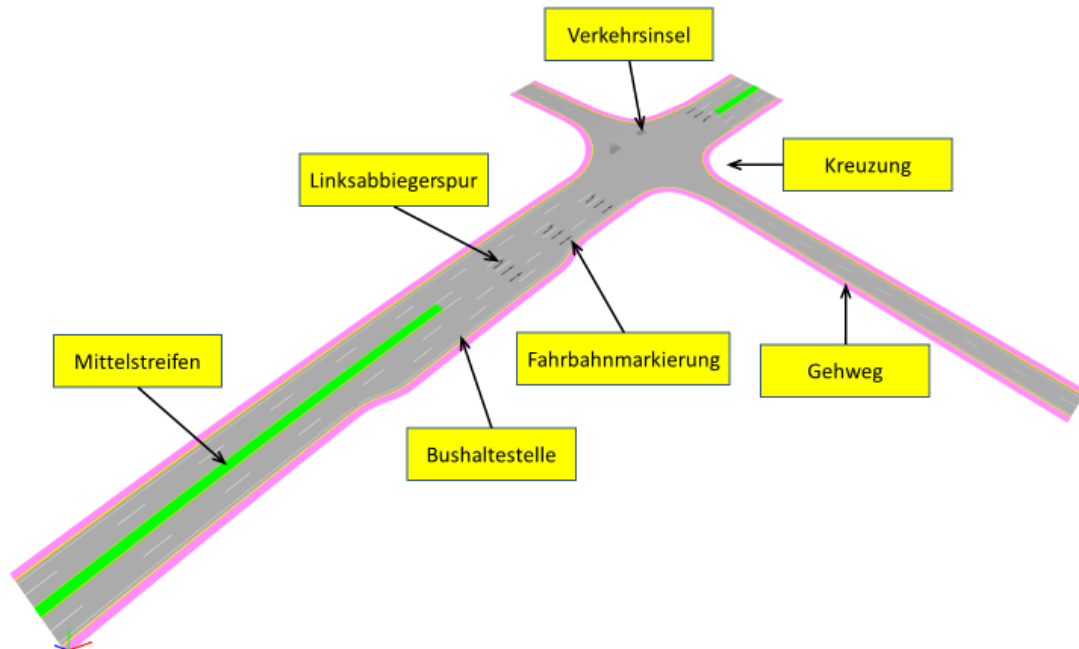 Verkehrsinsel
Kreuzung
Linksabbiegerspur
Mittelstreifen
Fahrbahnmarkierung
Gehweg
Bushaltestelle